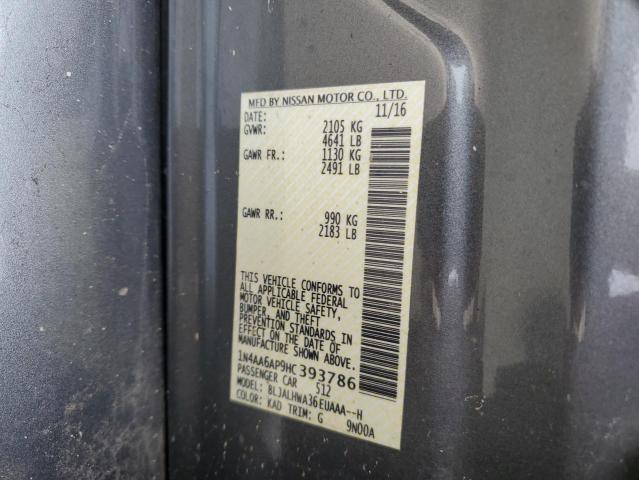 MFD BY NISSAN MOTOR CO., LTD.
DATE: 11/16
GVWR: 2105 KG
4641 LB
GAWR FR.: 1130 KG
2491 LB
GAWR RR.: 990 KG
2183 LB
THIS VEHICLE CONFORMS TO
ALL APPLICABLE FEDERAL
MOTOR VEHICLE SAFETY,
BUMPER, AND THEFT
PREVENTION STANDARDS IN
EFFECT ON THE DATE OF
MANUFACTURE SHOWN ABOVE.
1N4AA6AP9HC393786
PASSENGER CAR 512
MODEL: BLJALHWA36EUAAA--H
COLOR: KAD TRIM: G 9N00A